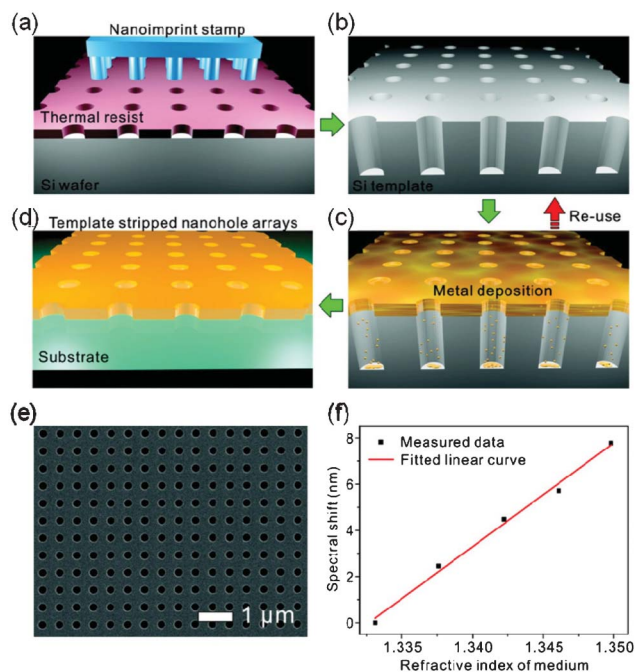 (a)
Nanoimprint stamp
Thermal resist
Si wafer
(b)
Si template
(d)
Template stripped nanohole arrays
Substrate
(c)
Re-use
Metal deposition
(e)
1 µm
(f)
Measured data
Fitted linear curve
Spectral shift (nm)
8
6
4
2
0
1.335 1.340 1.345 1.350
Refractive index of medium